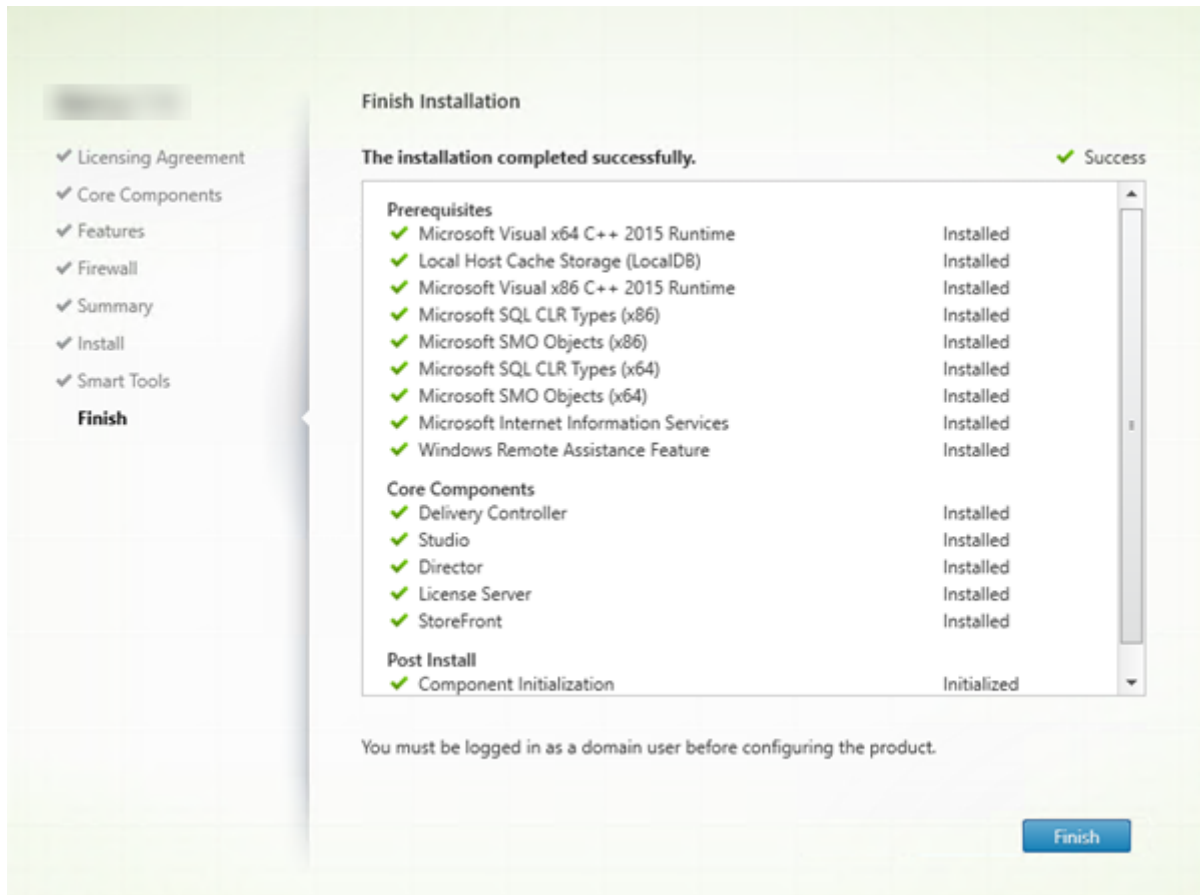 Licensing Agreement
Core Components
Features
Firewall
Summary
Install
Smart Tools
Finish
Finish Installation
The installation completed successfully. Success
Prerequisites
Microsoft Visual x64 C++ 2015 Runtime Installed
Local Host Cache Storage (LocalDB) Installed
Microsoft Visual x86 C++ 2015 Runtime Installed
Microsoft SQL CLR Types (x86) Installed
Microsoft SMO Objects (x86) Installed
Microsoft SQL CLR Types (x64) Installed
Microsoft SMO Objects (x64) Installed
Microsoft Internet Information Services Installed
Windows Remote Assistance Feature Installed
Core Components
Delivery Controller Installed
Studio Installed
Director Installed
License Server Installed
StoreFront Installed
Post Install
Component Initialization Initialized
You must be logged in as a domain user before configuring the product.
Finish